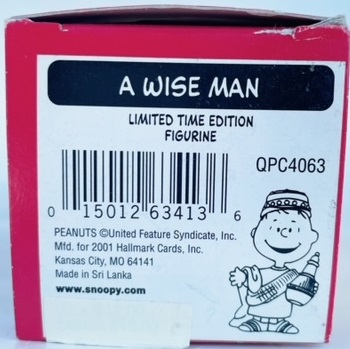 A WISE MAN
LIMITED TIME EDITION
FIGURINE
QPC4063
0 15012 63413 6
PEANUTS ©United Feature Syndicate, Inc.
Mfd. for 2001 Hallmark Cards, Inc.
Kansas City, MO 64141
Made in Sri Lanka
www.snoopy.com